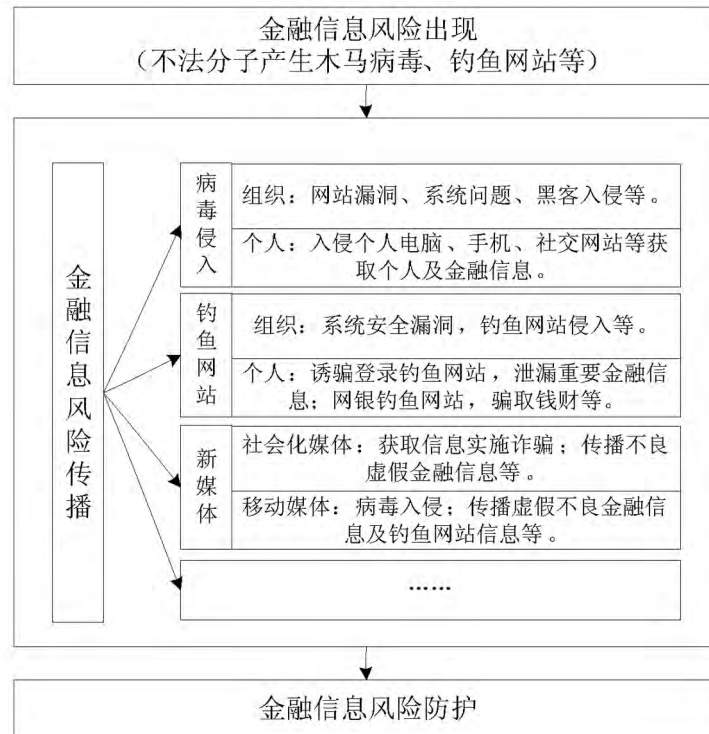 金融信息风险出现
（不法分子产生木马病毒、钓鱼网站等）
金融信息风险传播
病毒侵入
组织：网站漏洞、系统问题、黑客入侵等。
个人：入侵个人电脑、手机、社交网站等获
取个人及金融信息。
钓鱼网站
组织：系统安全漏洞，钓鱼网站侵入等。
个人：诱骗登录钓鱼网站，泄漏重要金融信
息；网银钓鱼网站，骗取钱财等。
新媒体
社会化媒体：获取信息实施诈骗；传播不良
虚假金融信息等。
移动媒体：病毒入侵；传播虚假不良金融信
息及钓鱼网站信息等。
……
金融信息风险防护